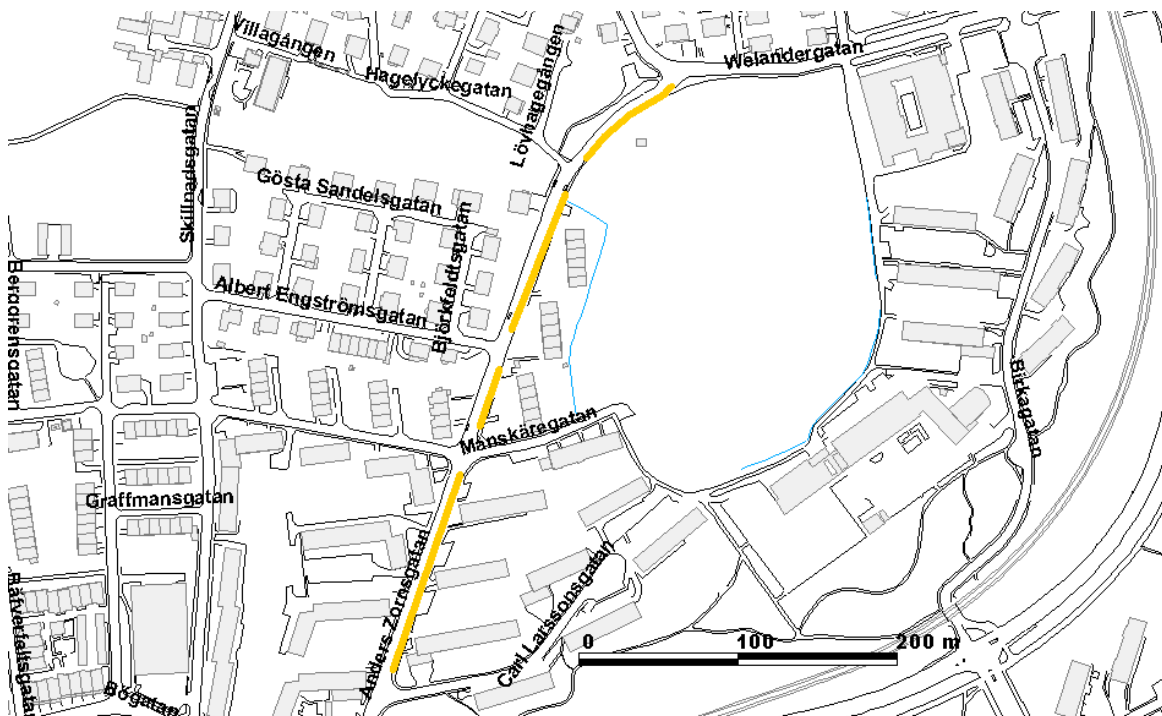 Villagången
Welandergatan
Hagelyckegatan
Lövhagegången
Skillnadsgatan
Gösta Sandelsgatan
Björkfeldtsgatan
Albert Engströmsgatan
Bergrensgatan
Birkagatan
Månskäregatan
Graffmansgatan
Anders Zornsgatan
Carl Larssonsgatan
0 100 200 m
Räfverfeltsgatan
Bögatan